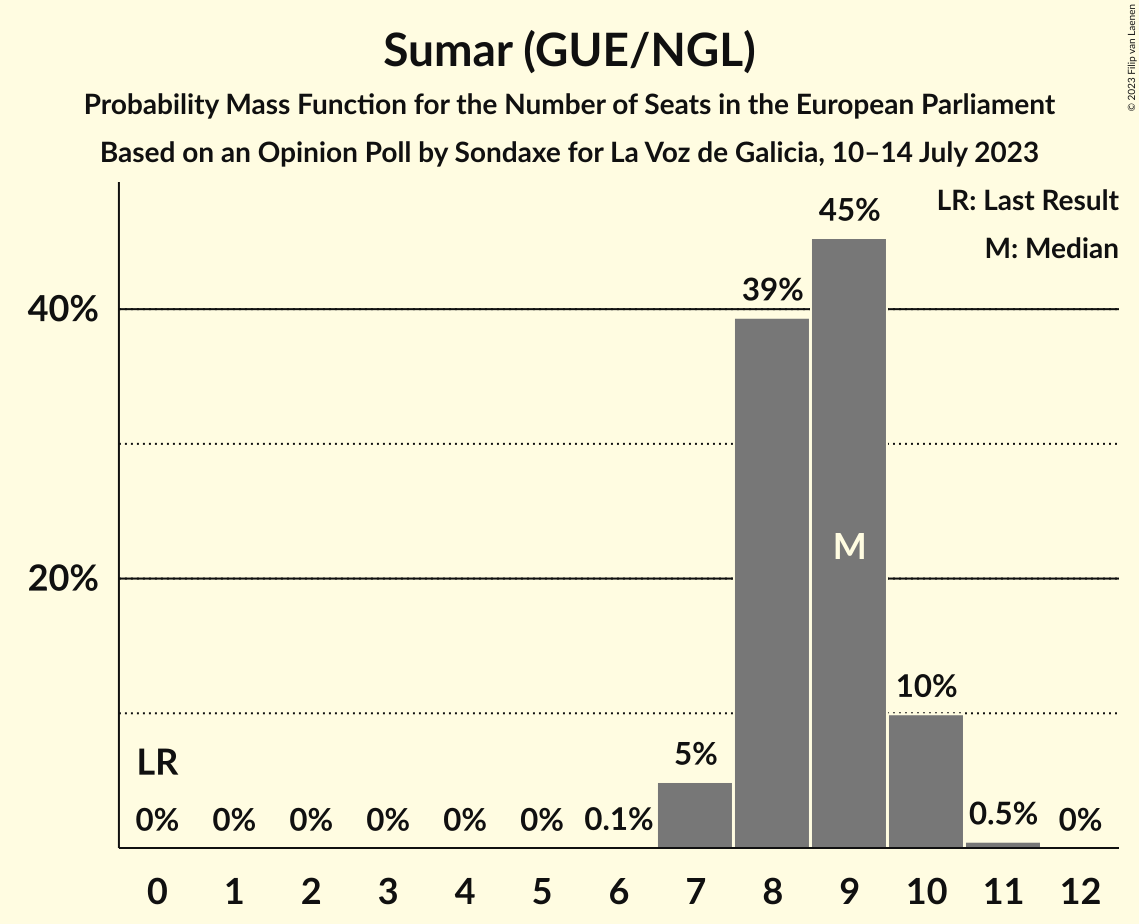 Sumar (GUE/NGL)
Probability Mass Function for the Number of Seats in the European Parliament
Based on an Opinion Poll by Sondaxe for La Voz de Galicia, 10–14 July 2023
© 2023 Filip van Laenen
LR: Last Result
M: Median
45%
39%
40%
M
20%
10%
5%
LR
0% 0% 0% 0% 0% 0% 0.1% 0.5% 0%
0 1 2 3 4 5 6 7 8 9 10 11 12